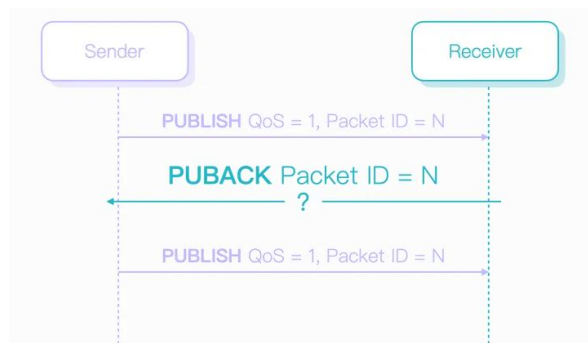 Sender
Receiver
PUBLISH QoS = 1, Packet ID = N
PUBACK Packet ID = N
?
PUBLISH QoS = 1, Packet ID = N